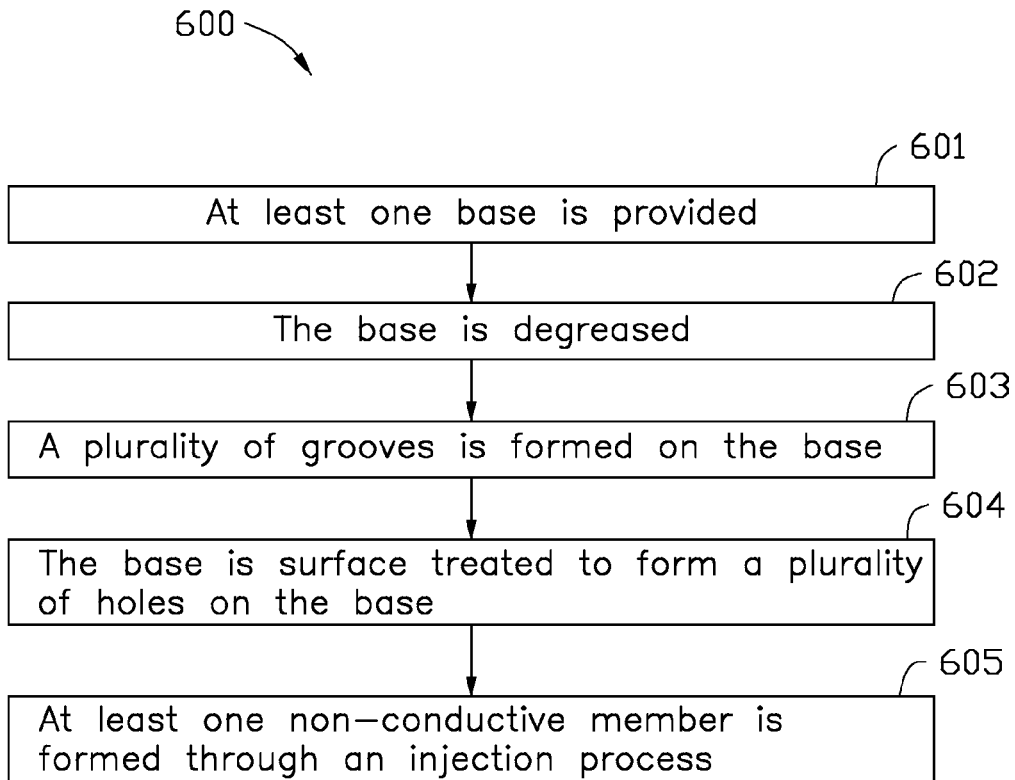 600
601
At least one base is provided
602
The base is degreased
603
A plurality of grooves is formed on the base
604
The base is surface treated to form a plurality
of holes on the base
605
At least one non-conductive member is
formed through an injection process